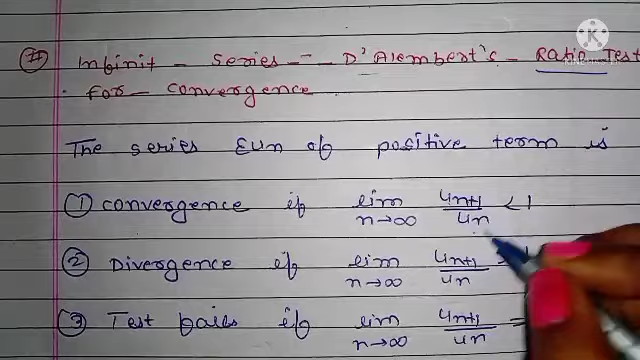 # Infinit - Series - D'Alembert's - Ratio Test
for - convergence
The series Σun of positive term is
① convergence if lim n→∞ un+1/un < 1
② Divergence if lim n→∞ un+1/un
③ Test fails if lim n→∞ un+1/un =